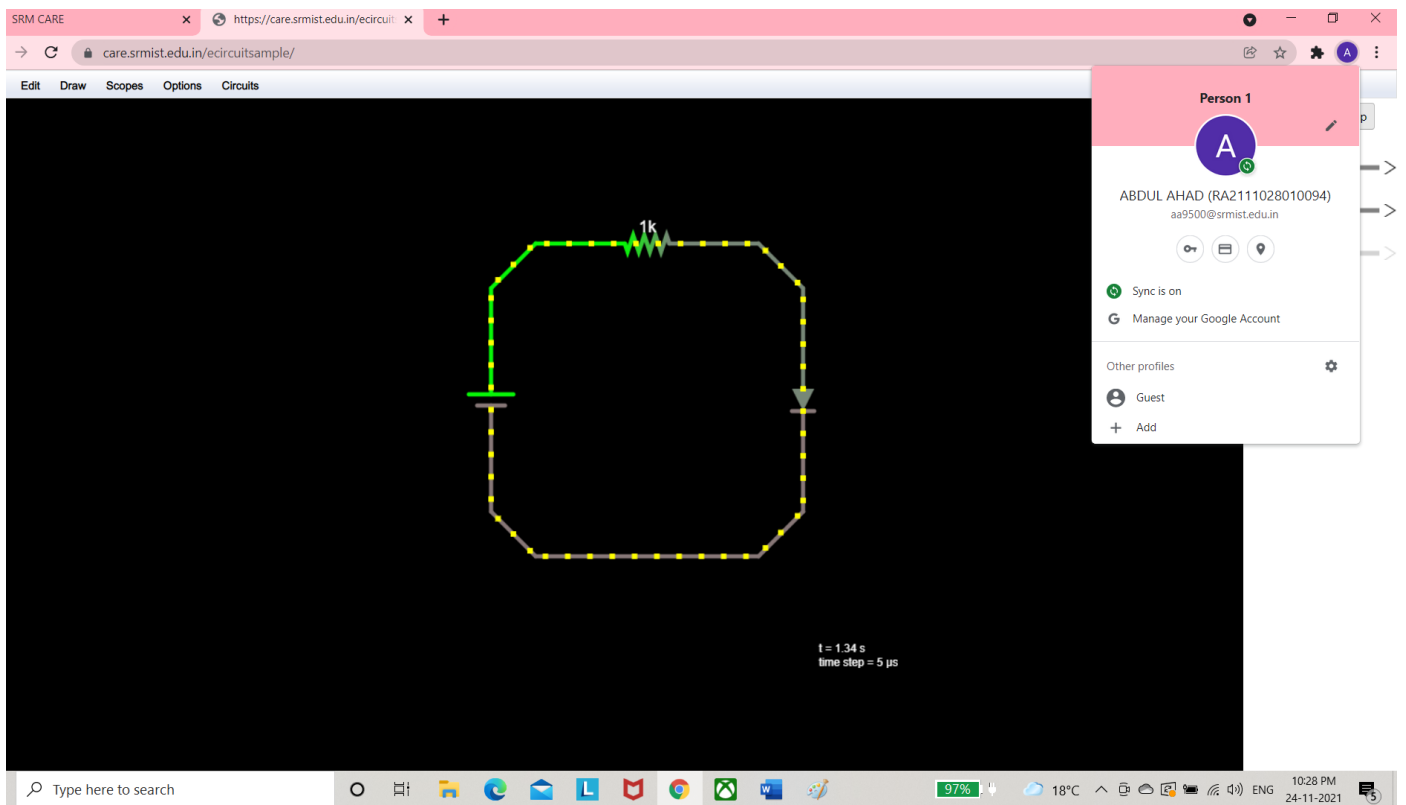 SRM CARE
https://care.srmist.edu.in/ecircuit
care.srmist.edu.in/ecircuitsample/
A
Edit Draw Scopes Options Circuits
p
Person 1
A
ABDUL AHAD (RA2111028010094)
aa9500@srmist.edu.in
Sync is on
G Manage your Google Account
Other profiles
Guest
Add
1k
t = 1.34 s
time step = 5 μs
Type here to search
L
W
97%
18°C
ENG
10:28 PM
24-11-2021
5